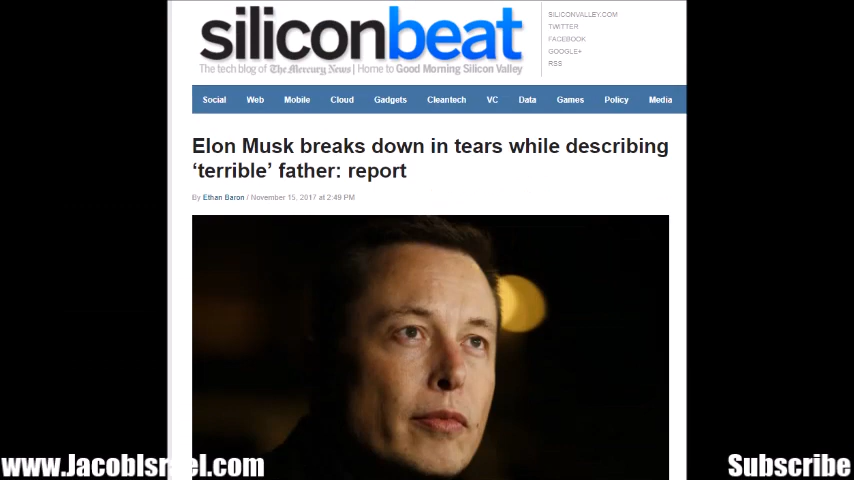 siliconbeat
The tech blog of The Mercury News | Home to Good Morning Silicon Valley
SILICONVALLEY.COM
TWITTER
FACEBOOK
GOOGLE+
RSS
Social Web Mobile Cloud Gadgets Cleantech VC Data Games Policy Media
Elon Musk breaks down in tears while describing
‘terrible’ father: report
By Ethan Baron / November 15, 2017 at 2:49 PM
www.JacobIsrael.com
Subscribe